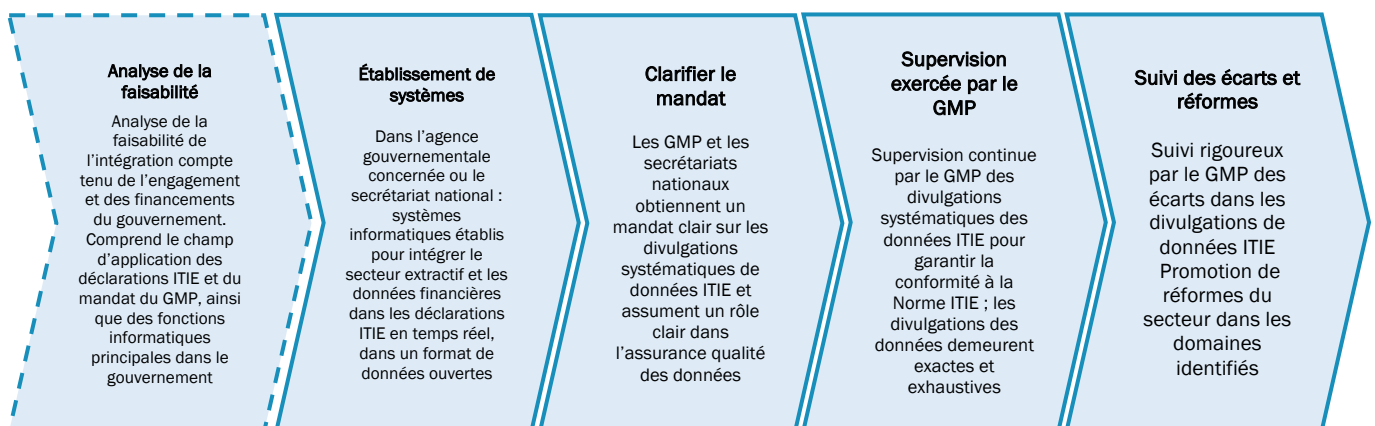 Analyse de la
faisabilité
Analyse de la
faisabilité de
l’intégration compte
tenu de l’engagement
et des financements
du gouvernement.
Comprend le champ
d’application des
déclarations ITIE et du
mandat du GMP, ainsi
que des fonctions
informatiques
principales dans le
gouvernement
Établissement de
systèmes
Dans l’agence
gouvernementale
concernée ou le
secrétariat national :
systèmes
informatiques établis
pour intégrer le
secteur extractif et les
données financières
dans les déclarations
ITIE en temps réel,
dans un format de
données ouvertes
Clarifier le
mandat
Les GMP et les
secrétariats
nationaux
obtiennent un
mandat clair sur les
divulgations
systématiques de
données ITIE et
assument un rôle
clair dans
l’assurance qualité
des données
Supervision
exercée par le
GMP
Supervision continue
par le GMP des
divulgations
systématiques des
données ITIE pour
garantir la
conformité à la
Norme ITIE ; les
divulgations des
données demeurent
exactes et
exhaustives
Suivi des écarts et
réformes
Suivi rigoureux
par le GMP des
écarts dans les
divulgations de
données ITIE
Promotion de
réformes du
secteur dans les
domaines
identifiés